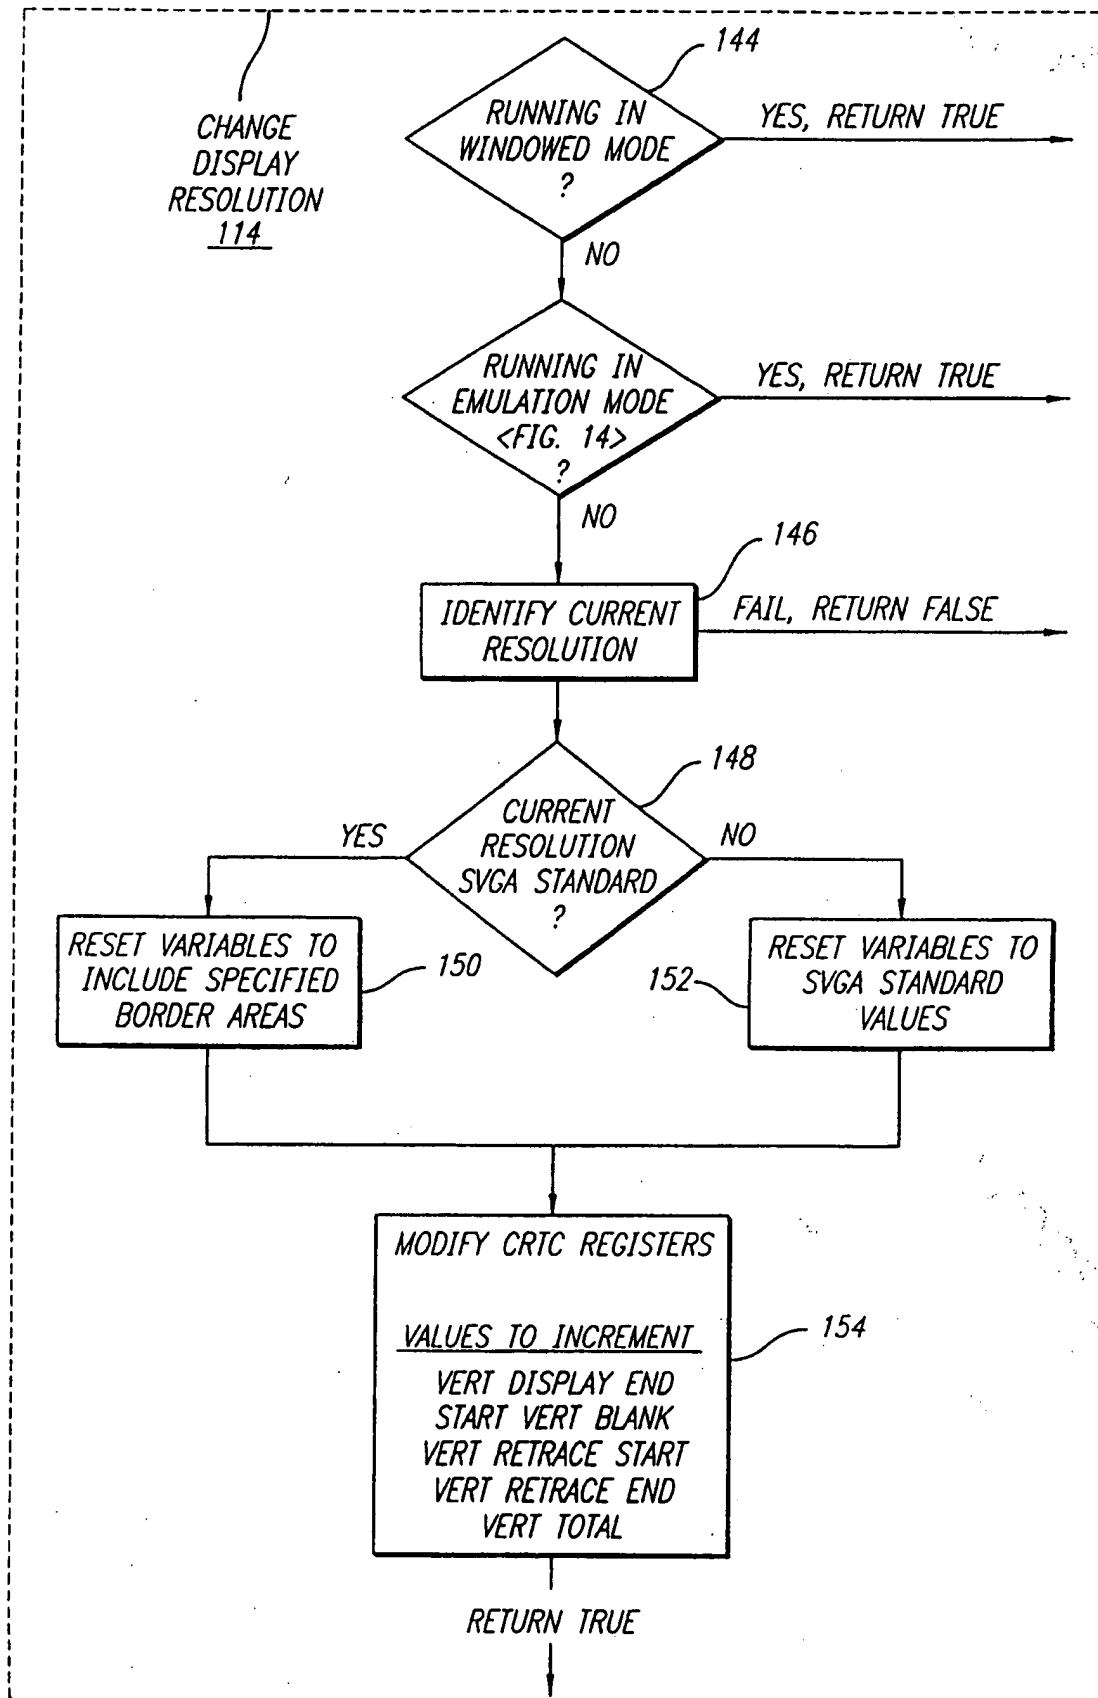 144
RUNNING IN
WINDOWED MODE
?
YES, RETURN TRUE
CHANGE
DISPLAY
RESOLUTION
114
NO
RUNNING IN
EMULATION MODE
<FIG. 14>
?
YES, RETURN TRUE
NO
146
IDENTIFY CURRENT
RESOLUTION
FAIL, RETURN FALSE
148
CURRENT
RESOLUTION
SVGA STANDARD
?
YES
NO
RESET VARIABLES TO
INCLUDE SPECIFIED
BORDER AREAS
150
152
RESET VARIABLES TO
SVGA STANDARD
VALUES
MODIFY CRTC REGISTERS
VALUES TO INCREMENT
VERT DISPLAY END
START VERT BLANK
VERT RETRACE START
VERT RETRACE END
VERT TOTAL
154
RETURN TRUE